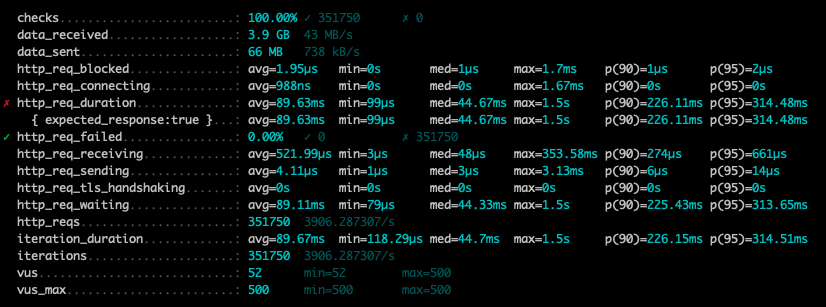 checks.........................: 100.00% ✓ 351750 ✗ 0
data_received..................: 3.9 GB 43 MB/s
data_sent......................: 66 MB 738 kB/s
http_req_blocked...............: avg=1.95µs min=0s med=1µs max=1.7ms p(90)=1µs p(95)=2µs
http_req_connecting............: avg=988ns min=0s med=0s max=1.67ms p(90)=0s p(95)=0s
✗ http_req_duration..............: avg=89.63ms min=99µs med=44.67ms max=1.5s p(90)=226.11ms p(95)=314.48ms
{ expected_response:true }...: avg=89.63ms min=99µs med=44.67ms max=1.5s p(90)=226.11ms p(95)=314.48ms
✓ http_req_failed................: 0.00% ✓ 0 ✗ 351750
http_req_receiving.............: avg=521.99µs min=3µs med=48µs max=353.58ms p(90)=274µs p(95)=661µs
http_req_sending...............: avg=4.11µs min=1µs med=3µs max=3.13ms p(90)=6µs p(95)=14µs
http_req_tls_handshaking.......: avg=0s min=0s med=0s max=0s p(90)=0s p(95)=0s
http_req_waiting...............: avg=89.11ms min=79µs med=44.33ms max=1.5s p(90)=225.43ms p(95)=313.65ms
http_reqs......................: 351750 3906.287307/s
iteration_duration.............: avg=89.67ms min=118.29µs med=44.7ms max=1.5s p(90)=226.15ms p(95)=314.51ms
iterations.....................: 351750 3906.287307/s
vus............................: 52 min=52 max=500
vus_max........................: 500 min=500 max=500